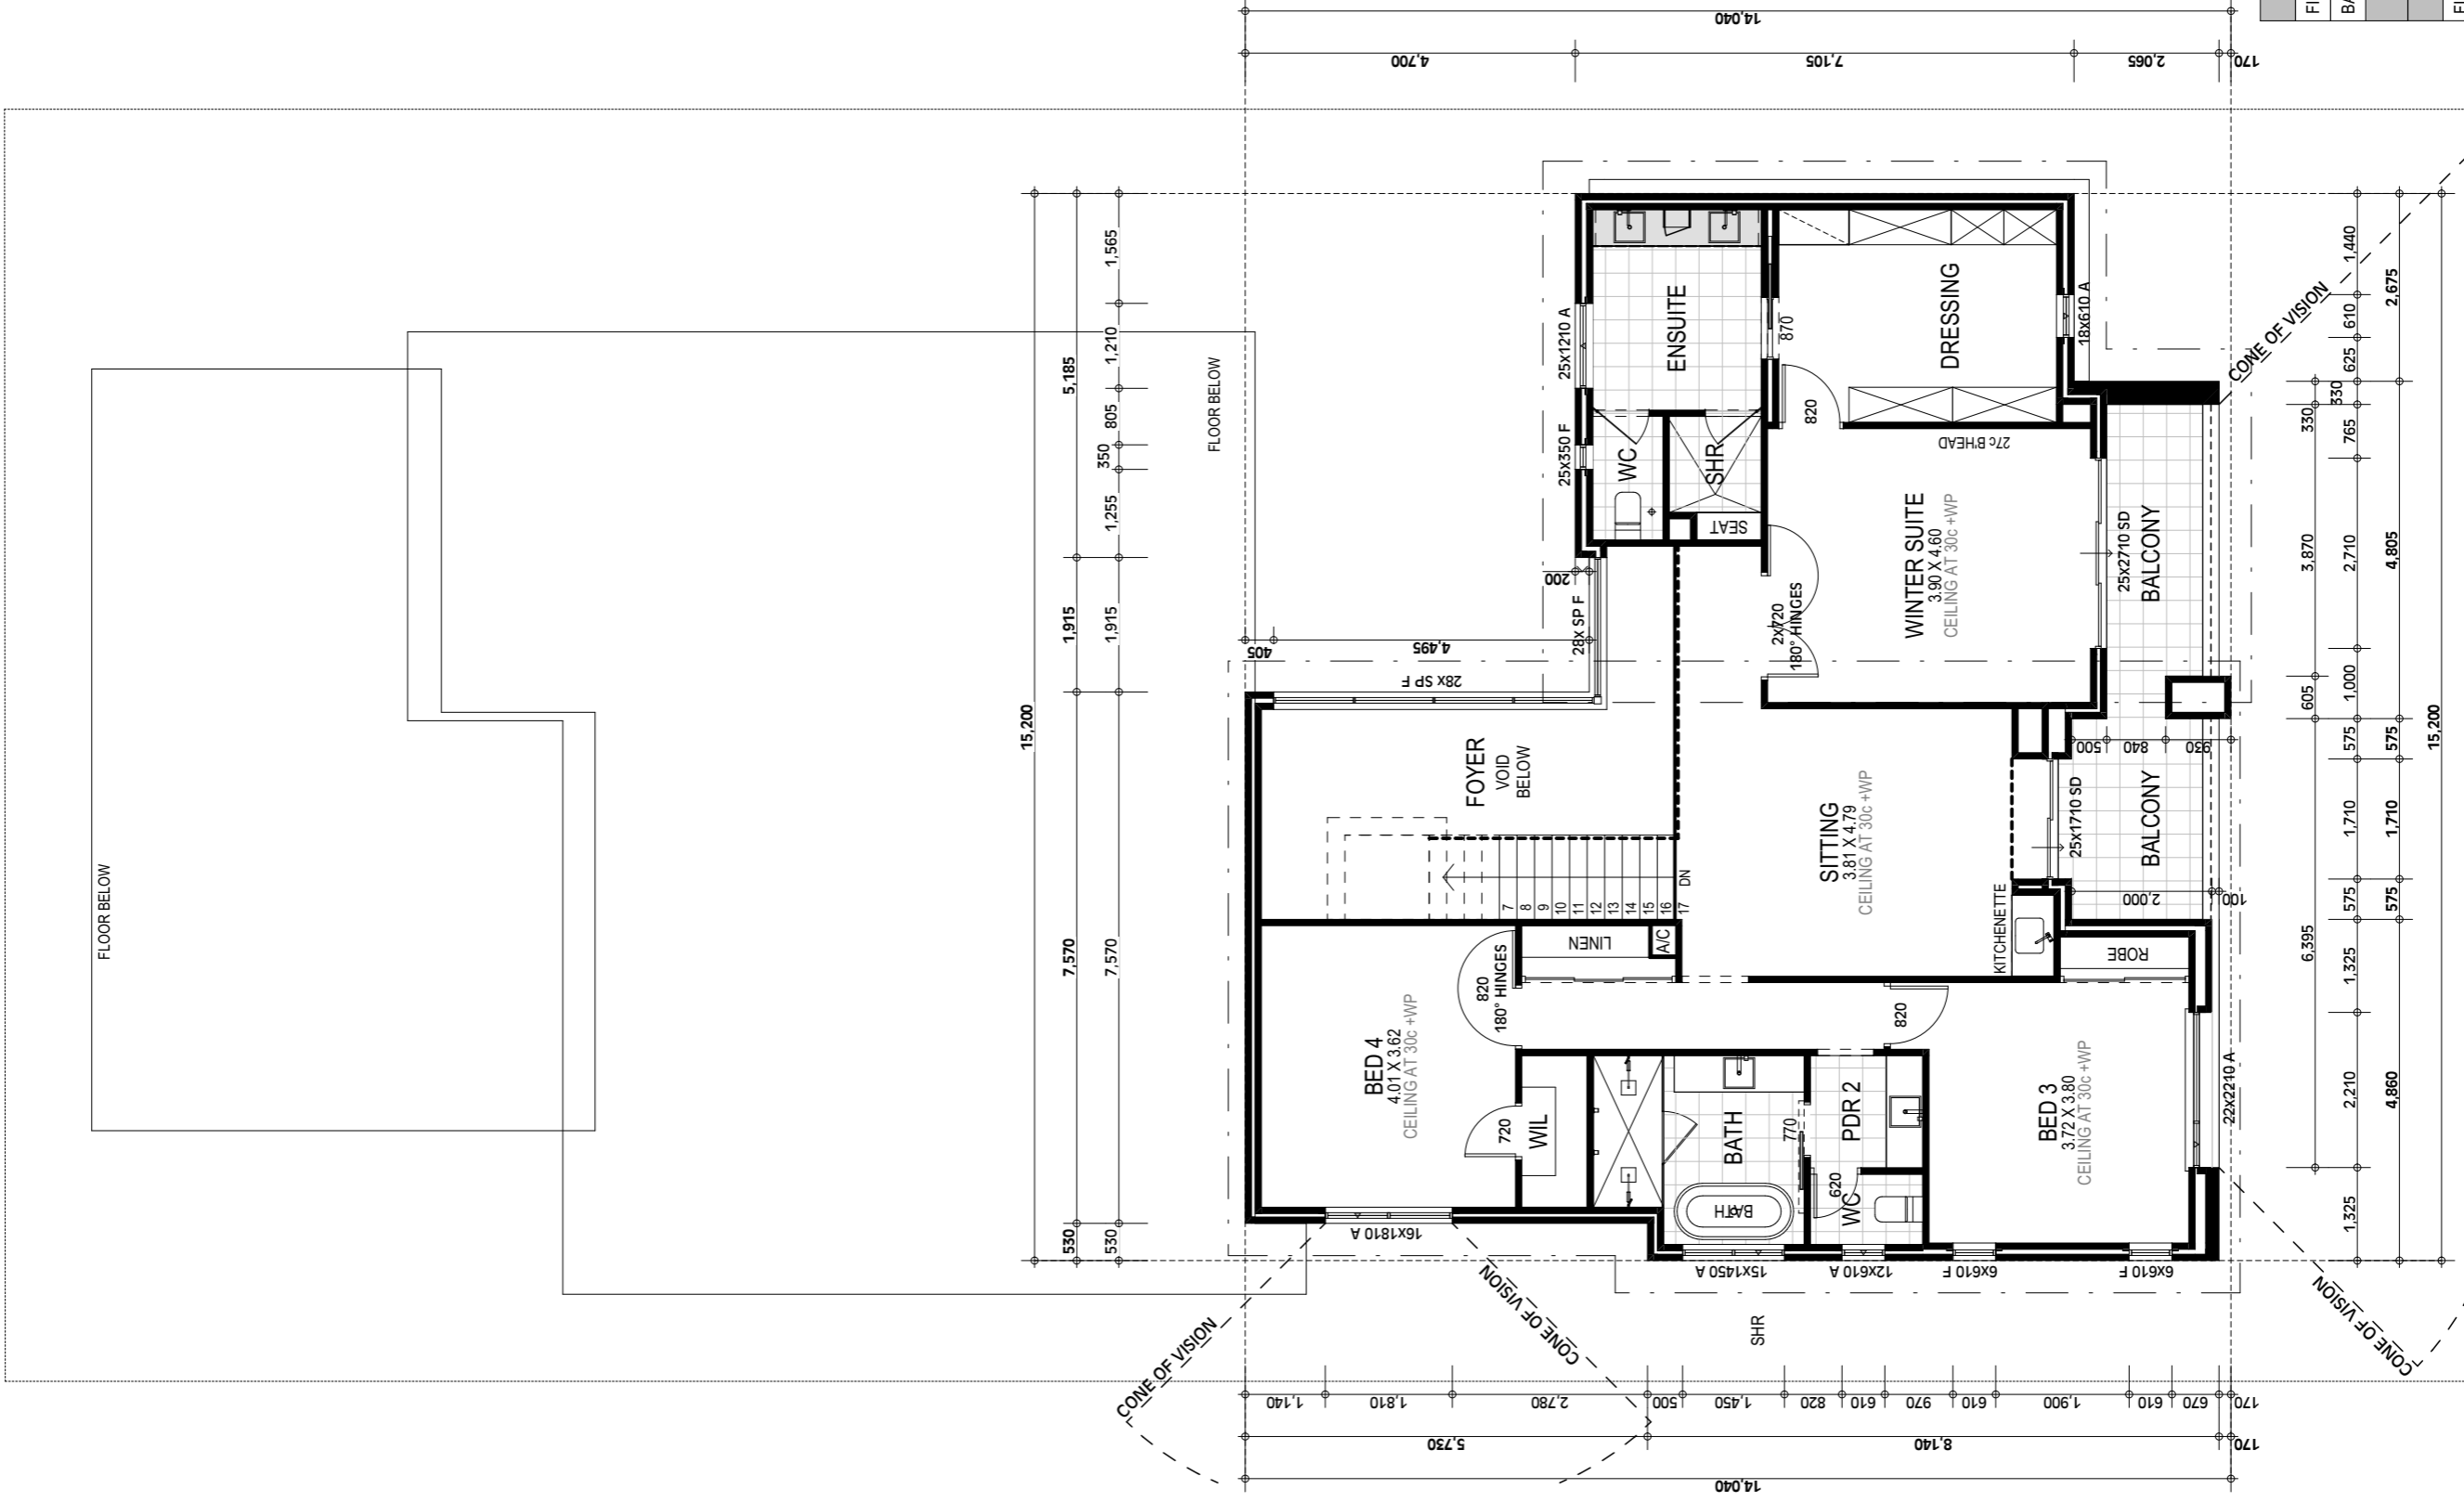 14,040
4,700
7,105
2,065
170
FLOOR BELOW
FLOOR BELOW
15,200
5,185
1,915
7,570
530
1,565
1,210
805
350
1,255
1,915
7,570
530
405
4,495
200
28x SP F
28x SP F
25x1210 A
25x350 F
ENSUITE
WC
SHR
SEAT
870
820
DRESSING
18x610 A
27c B'HEAD
WINTER SUITE
3.90 X 4.60
CEILING AT 30c +WP
2x720
180° HINGES
25x2710 SD
BALCONY
CONE OF VISION
FOYER
VOID
BELOW
DN
7
8
9
10
11
12
13
14
15
16
17
SITTING
3.81 X 4.79
CEILING AT 30c +WP
25x1710 SD
BALCONY
500
840
930
2,000
100
KITCHENETTE
ROBE
LINEN
A/C
BED 4
4.01 X 3.62
CEILING AT 30c +WP
820
180° HINGES
720
WIL
BATH
BATH
770
PDR 2
620
WC
820
BED 3
3.72 X 3.80
CEILING AT 30c +WP
22x2210 A
16x1810 A
15x1450 A
12x610 A
6x610 F
6x610 F
SHR
CONE OF VISION
CONE OF VISION
CONE OF VISION
330
3,870
605
6,395
1,440
610
625
330
765
2,710
1,000
575
1,710
575
1,325
2,210
1,325
2,675
4,805
575
1,710
575
4,860
15,200
1,140
1,810
2,780
500
1,450
820
610
970
610
1,900
610
670
170
5,730
8,140
170
14,040